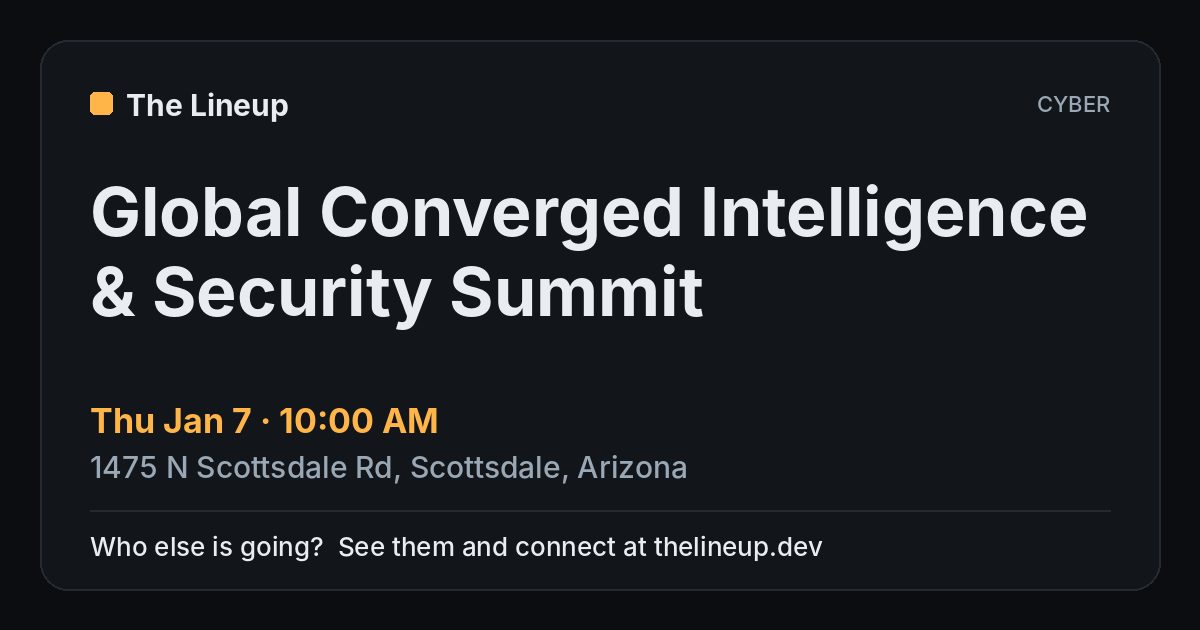 The Lineup
CYBER
Global Converged Intelligence
& Security Summit
Thu Jan 7 · 10:00 AM
1475 N Scottsdale Rd, Scottsdale, Arizona
Who else is going?  See them and connect at thelineup.dev